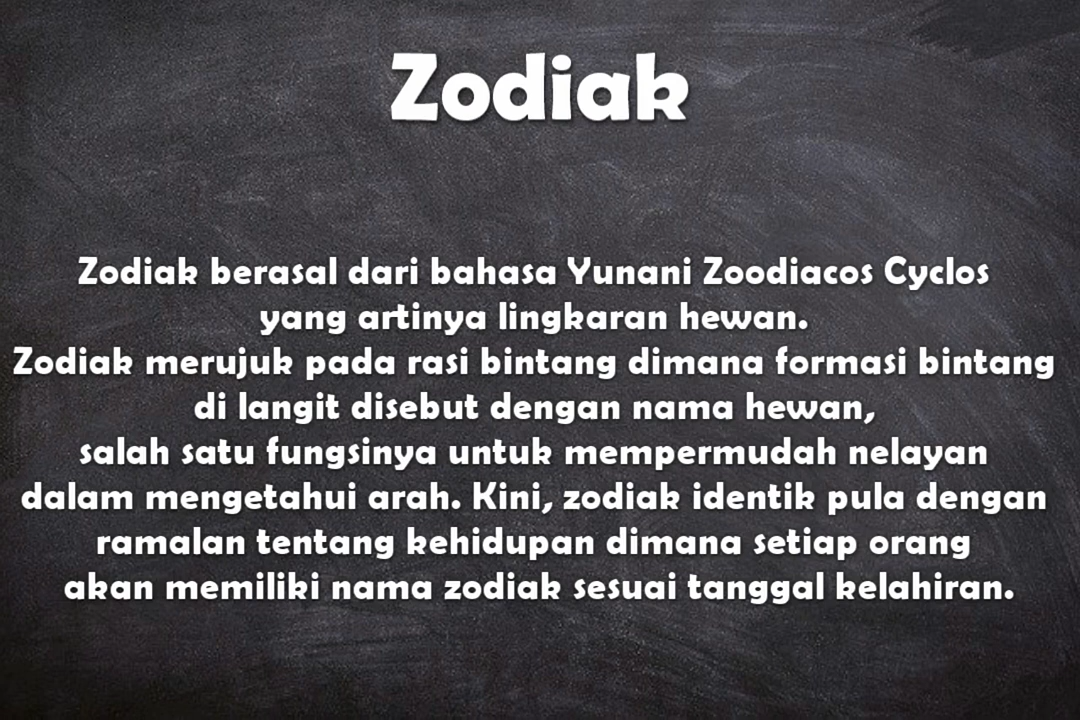 Zodiak
Zodiak berasal dari bahasa Yunani Zoodiacos Cyclos
yang artinya lingkaran hewan.
Zodiak merujuk pada rasi bintang dimana formasi bintang
di langit disebut dengan nama hewan,
salah satu fungsinya untuk mempermudah nelayan
dalam mengetahui arah. Kini, zodiak identik pula dengan
ramalan tentang kehidupan dimana setiap orang
akan memiliki nama zodiak sesuai tanggal kelahiran.